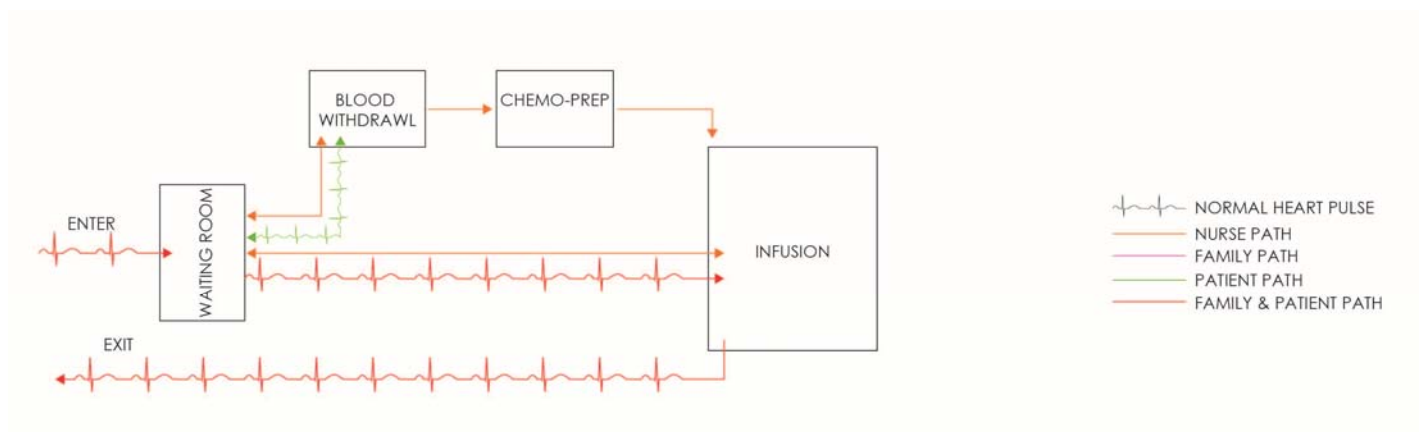 BLOOD
WITHDRAWL
CHEMO-PREP
WAITING ROOM
ENTER
INFUSION
EXIT
NORMAL HEART PULSE
NURSE PATH
FAMILY PATH
PATIENT PATH
FAMILY & PATIENT PATH